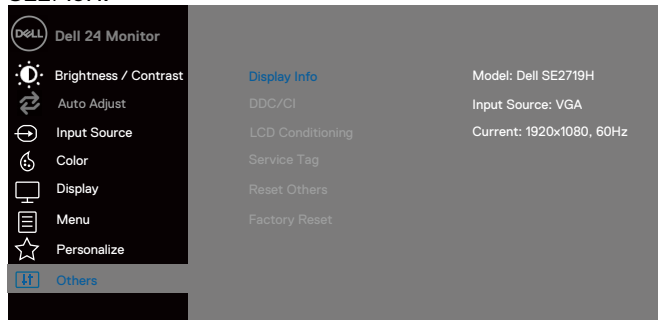 DELL Dell 24 Monitor
Brightness / Contrast Display Info Model: Dell SE2719H
Auto Adjust DDC/CI Input Source: VGA
Input Source LCD Conditioning Current: 1920x1080, 60Hz
Color Service Tag
Display Reset Others
Menu Factory Reset
Personalize
Others